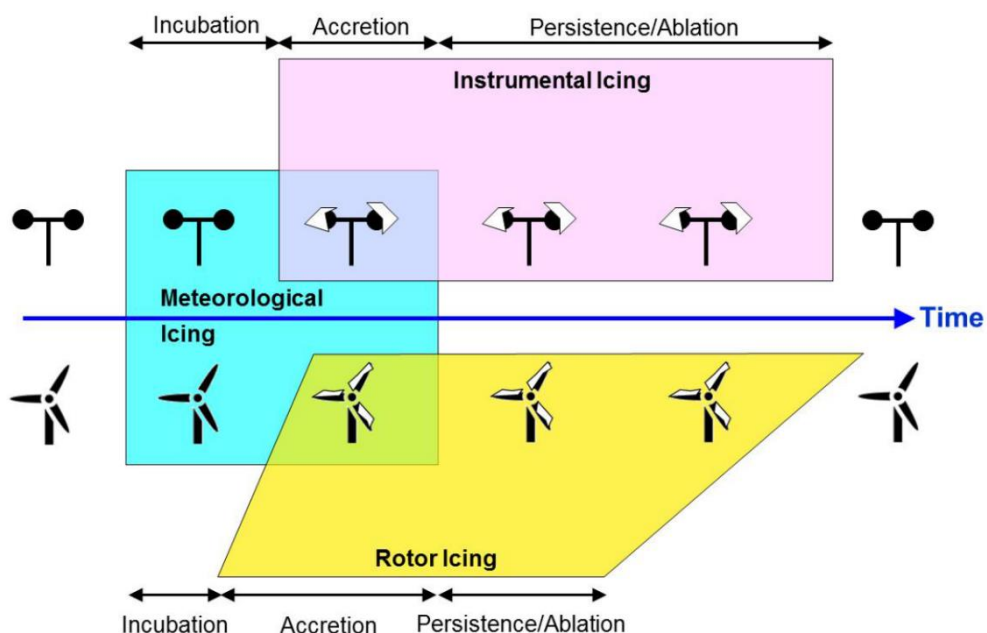 Incubation Accretion Persistence/Ablation
Instrumental Icing
Meteorological
Icing
Time
Rotor Icing
Incubation Accretion Persistence/Ablation